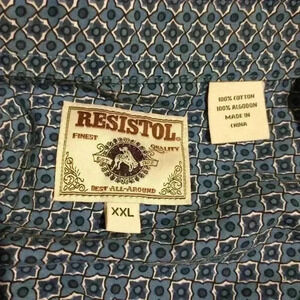 RESISTOL
FINEST QUALITY
BEST ALL-AROUND
XXL
100% COTTON
100% ALGODON
MADE IN
CHINA